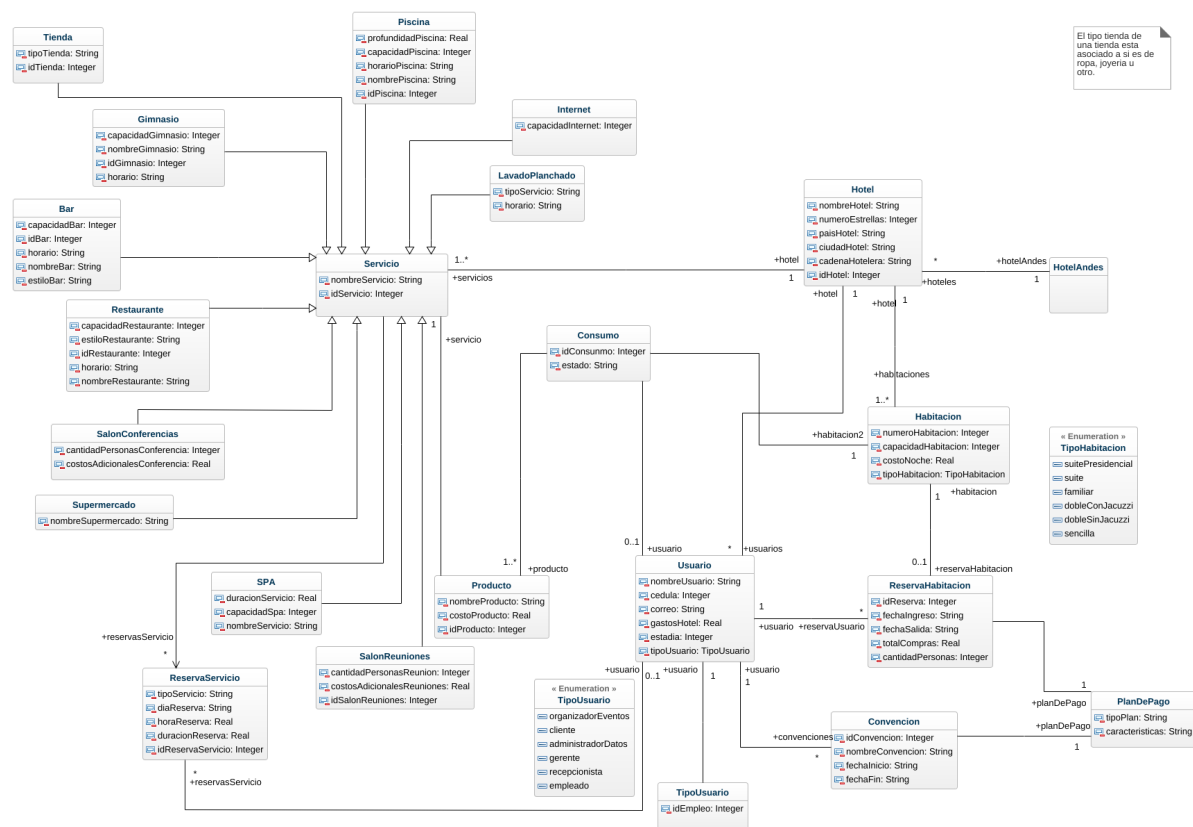 Tienda
tipoTienda: String
idTienda: Integer
Piscina
profundidadPiscina: Real
capacidadPiscina: Integer
horarioPiscina: String
nombrePiscina: String
idPiscina: Integer
El tipo tienda de
una tienda esta
asociado a si es de
ropa, joyeria u
otro.
Gimnasio
capacidadGimnasio: Integer
nombreGimnasio: String
idGimnasio: Integer
horario: String
Internet
capacidadInternet: Integer
LavadoPlanchado
tipoServicio: String
horario: String
Bar
capacidadBar: Integer
idBar: Integer
horario: String
nombreBar: String
estiloBar: String
Hotel
nombreHotel: String
numeroEstrellas: Integer
paisHotel: String
ciudadHotel: String
cadenaHotelera: String
idHotel: Integer
Servicio
nombreServicio: String
idServicio: Integer
1..*
+servicios
+hotel
1
*
+hoteles
+hotelAndes
1
HotelAndes
+hotel
1
+hotel
1
Restaurante
capacidadRestaurante: Integer
estiloRestaurante: String
idRestaurante: Integer
horario: String
nombreRestaurante: String
1
+servicio
Consumo
idConsunmo: Integer
estado: String
+habitaciones
1..*
SalonConferencias
cantidadPersonasConferencia: Integer
costosAdicionalesConferencia: Real
+habitacion2
1
Habitacion
numeroHabitacion: Integer
capacidadHabitacion: Integer
costoNoche: Real
tipoHabitacion: TipoHabitacion
1
+habitacion
« Enumeration »
TipoHabitacion
suitePresidencial
suite
familiar
dobleConJacuzzi
dobleSinJacuzzi
sencilla
Supermercado
nombreSupermercado: String
SPA
duracionServicio: Real
capacidadSpa: Integer
nombreServicio: String
1..*
+producto
Producto
nombreProducto: String
costoProducto: Real
idProducto: Integer
0..1
+usuario
*
+usuarios
Usuario
nombreUsuario: String
cedula: Integer
correo: String
gastosHotel: Real
estadia: Integer
tipoUsuario: TipoUsuario
0..1
+reservaHabitacion
ReservaHabitacion
idReserva: Integer
fechaIngreso: String
fechaSalida: String
totalCompras: Real
cantidadPersonas: Integer
1
+usuario
*
+reservaUsuario
+reservasServicio
*
ReservaServicio
tipoServicio: String
diaReserva: String
horaReserva: Real
duracionReserva: Real
idReservaServicio: Integer
*
+reservasServicio
SalonReuniones
cantidadPersonasReunion: Integer
costosAdicionalesReuniones: Real
idSalonReuniones: Integer
« Enumeration »
TipoUsuario
organizadorEventos
cliente
administradorDatos
gerente
recepcionista
empleado
+usuario
0..1
+usuario
1
+usuario
1
TipoUsuario
idEmpleo: Integer
+convenciones
*
Convencion
idConvencion: Integer
nombreConvencion: String
fechaInicio: String
fechaFin: String
1
+planDePago
+planDePago
1
PlanDePago
tipoPlan: String
caracteristicas: String